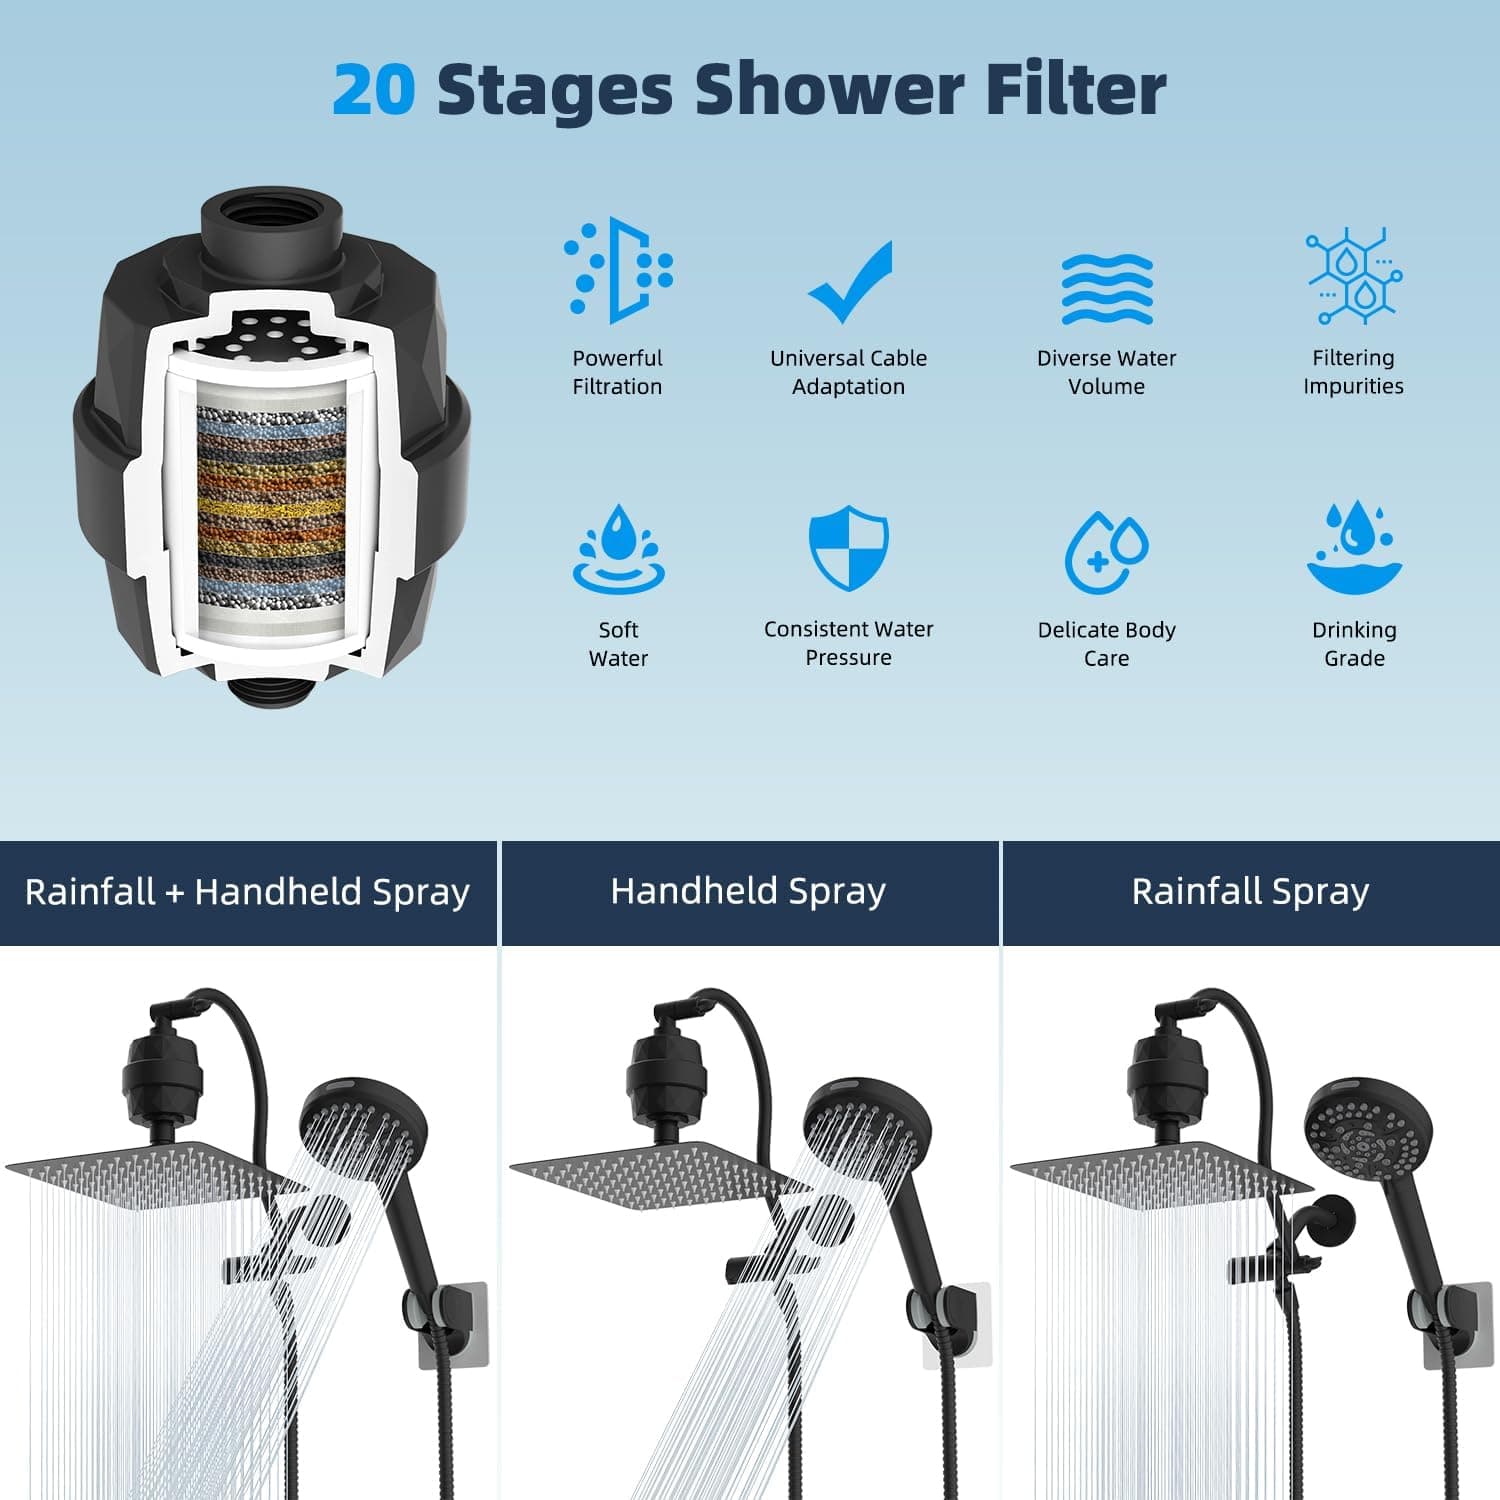 20 Stages Shower Filter
Powerful
Filtration
Universal Cable
Adaptation
Diverse Water
Volume
Filtering
Impurities
Soft
Water
Consistent Water
Pressure
Delicate Body
Care
Drinking
Grade
Rainfall + Handheld Spray
Handheld Spray
Rainfall Spray